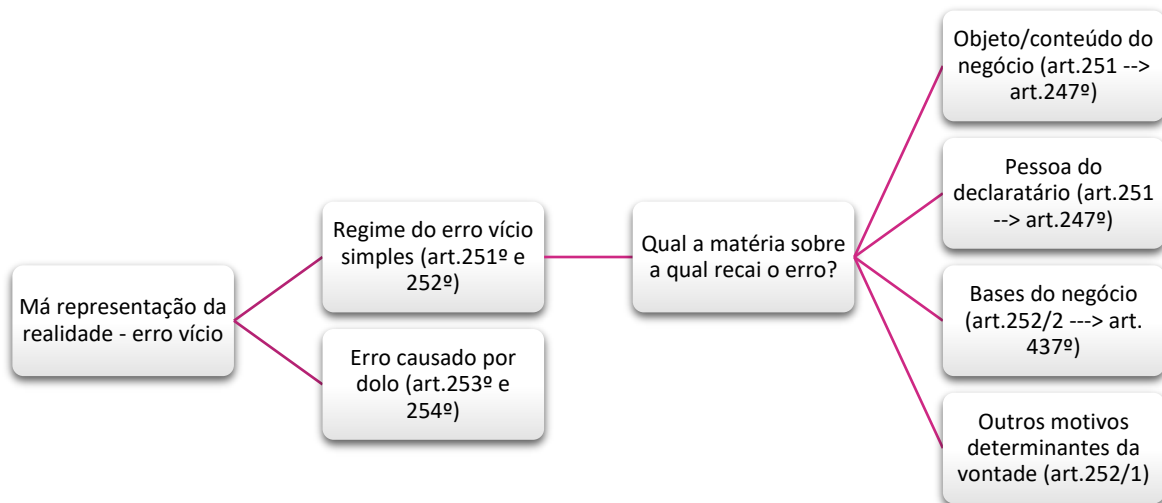 Má representação da
realidade - erro vício
Regime do erro vício
simples (art.251º e
252º)
Erro causado por
dolo (art.253º e
254º)
Qual a matéria sobre
a qual recai o erro?
Objeto/conteúdo do
negócio (art.251 -->
art.247º)
Pessoa do
declaratário (art.251
--> art.247º)
Bases do negócio
(art.252/2 ---> art.
437º)
Outros motivos
determinantes da
vontade (art.252/1)